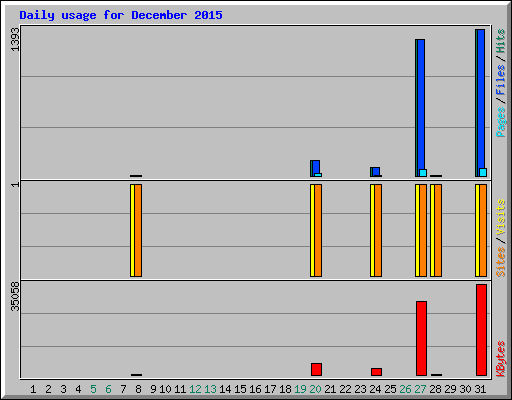 Daily usage for December 2015
1393
Pages / Files / Hits
1
Sites / Visits
35058
KBytes
1 2 3 4 5 6 7 8 9 10 11 12 13 14 15 16 17 18 19 20 21 22 23 24 25 26 27 28 29 30 31